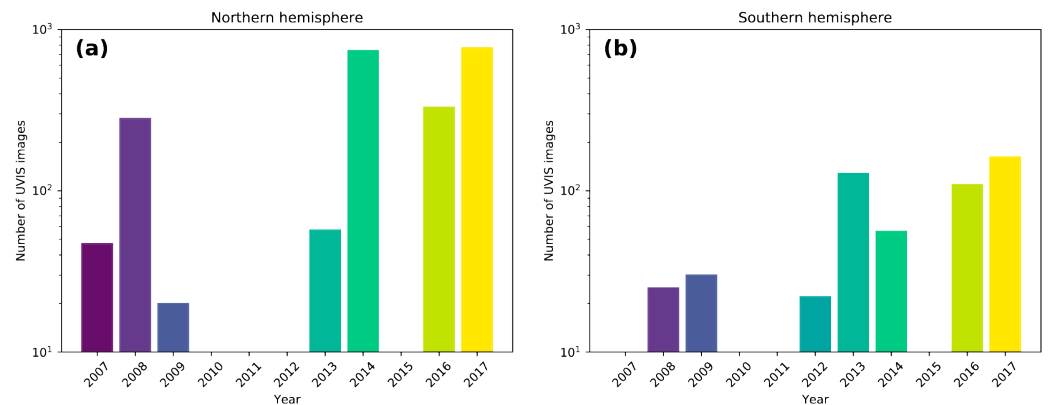 Northern hemisphere
(a)
10³
10²
10¹
Number of UVIS images
2007 2008 2009 2010 2011 2012 2013 2014 2015 2016 2017
Year
Southern hemisphere
(b)
10³
10²
10¹
Number of UVIS images
2007 2008 2009 2010 2011 2012 2013 2014 2015 2016 2017
Year